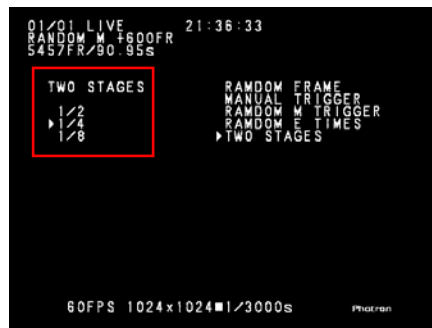 01/01 LIVE 21:36:33
RANDOM M +600FR
5457FR/90.95s
TWO STAGES
1/2
▶1/4
1/8
RAMDOM FRAME
MANUAL TRIGGER
RAMDOM M TRIGGER
RAMDOM E TIMES
▶TWO STAGES
60FPS 1024x1024■1/3000s
Photron